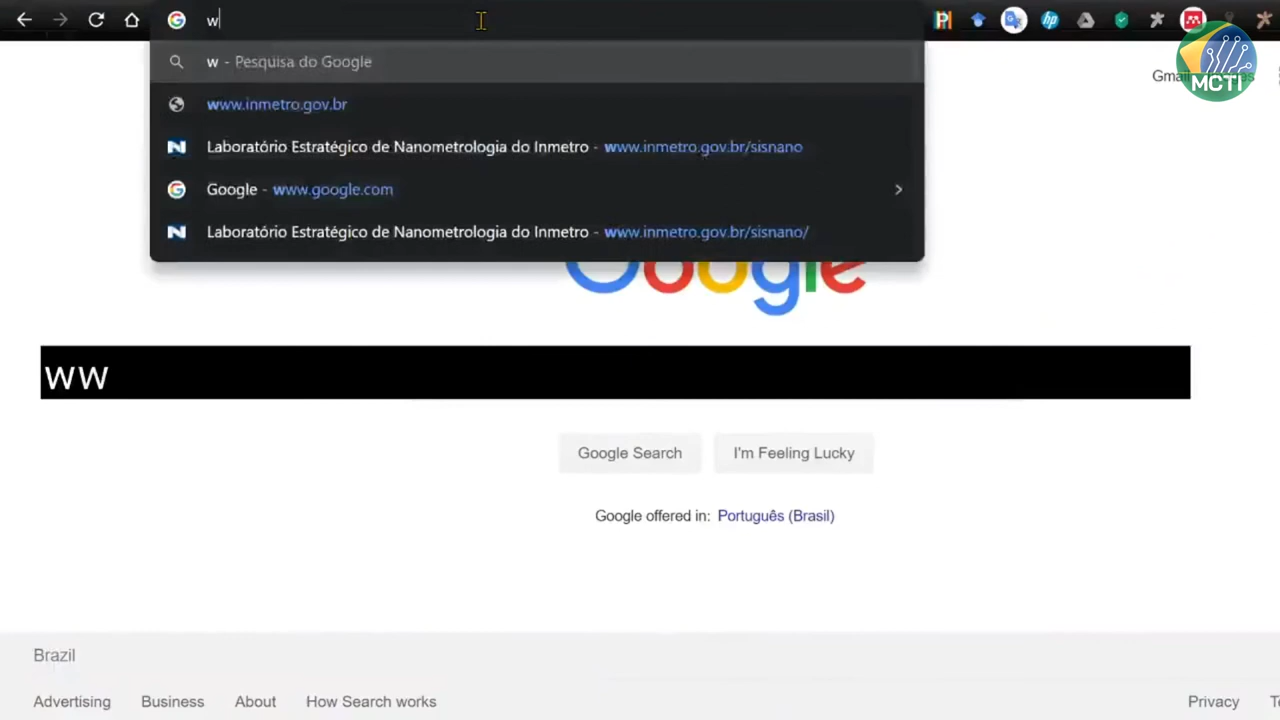 w
w - Pesquisa do Google
www.inmetro.gov.br
Laboratório Estratégico de Nanometrologia do Inmetro - www.inmetro.gov.br/sisnano
Google - www.google.com
Laboratório Estratégico de Nanometrologia do Inmetro - www.inmetro.gov.br/sisnano/
Gmail
MCTI
Google
ww
Google Search
I'm Feeling Lucky
Google offered in: Português (Brasil)
Brazil
Advertising
Business
About
How Search works
Privacy